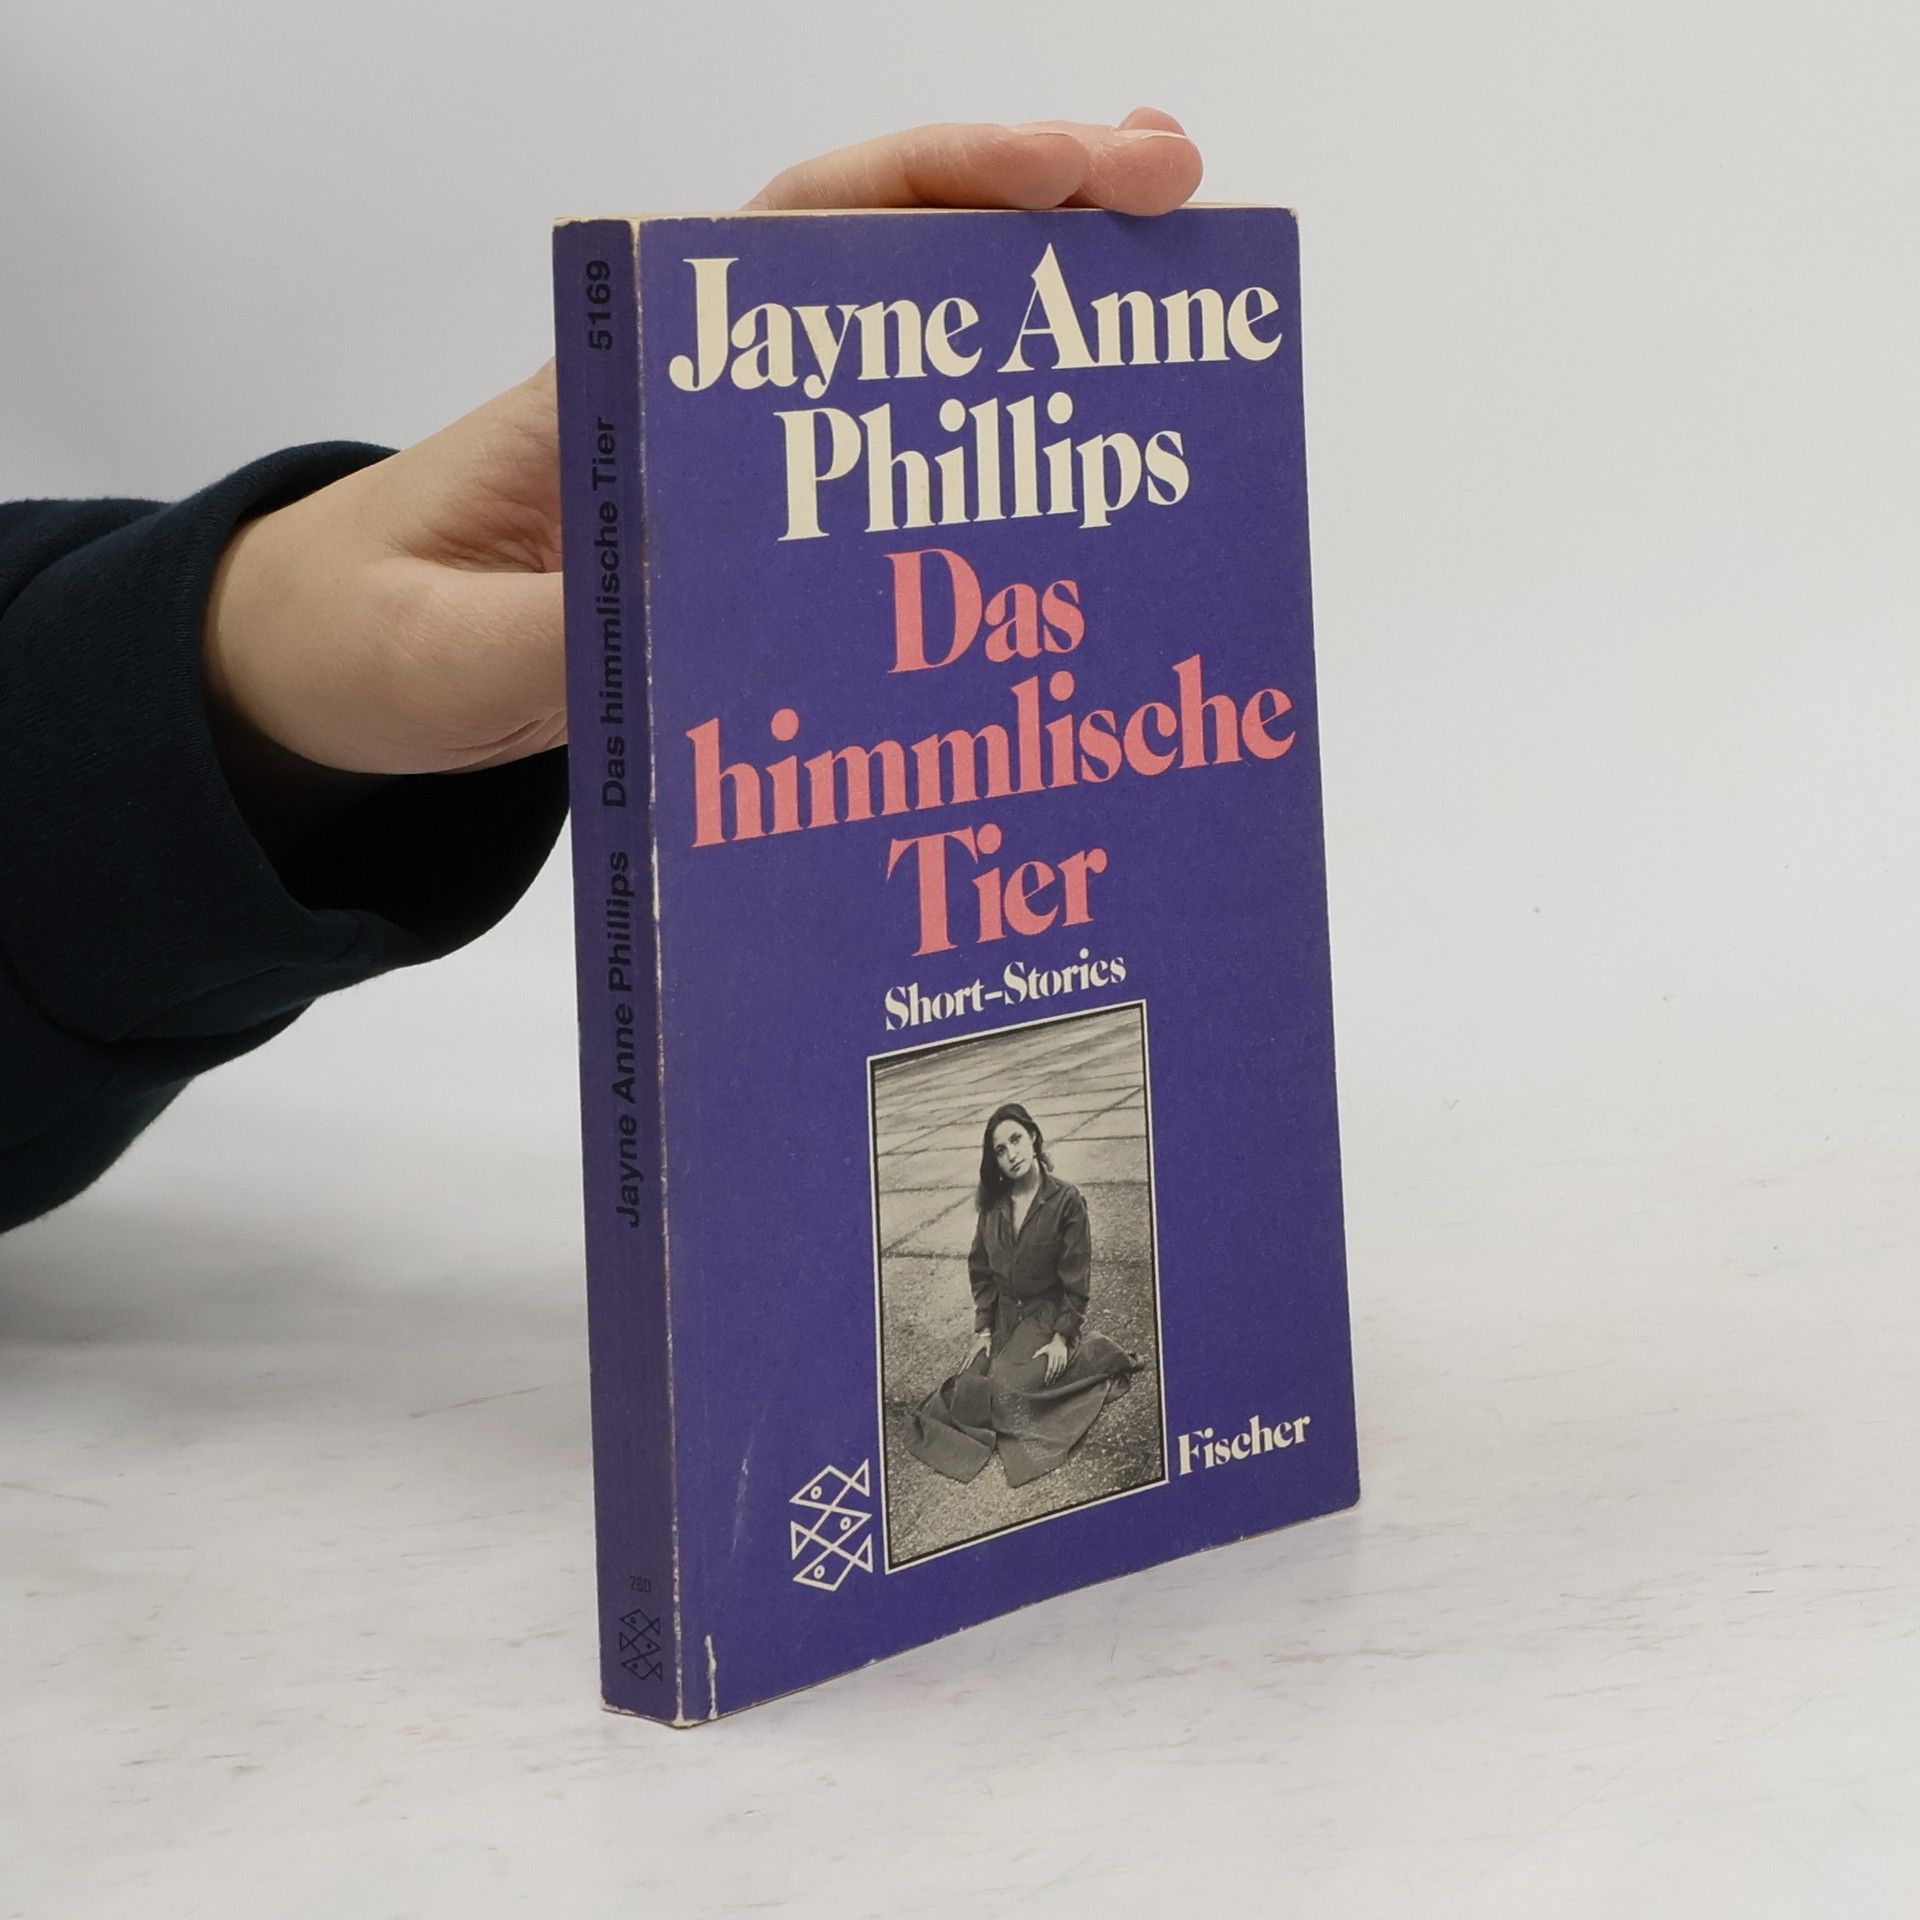 Jayne Anne
Phillips
Das
himmlische
Tier
Short-Stories
Fischer
Jayne Anne Phillips Das himmlische Tier 5169
780